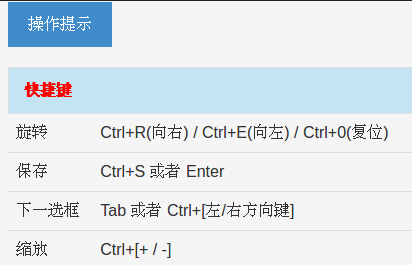 操作提示
快捷键
旋转 Ctrl+R(向右) / Ctrl+E(向左) / Ctrl+0(复位)
保存 Ctrl+S 或者 Enter
下一选框 Tab 或者 Ctrl+[左/右方向键]
缩放 Ctrl+[+ / -]